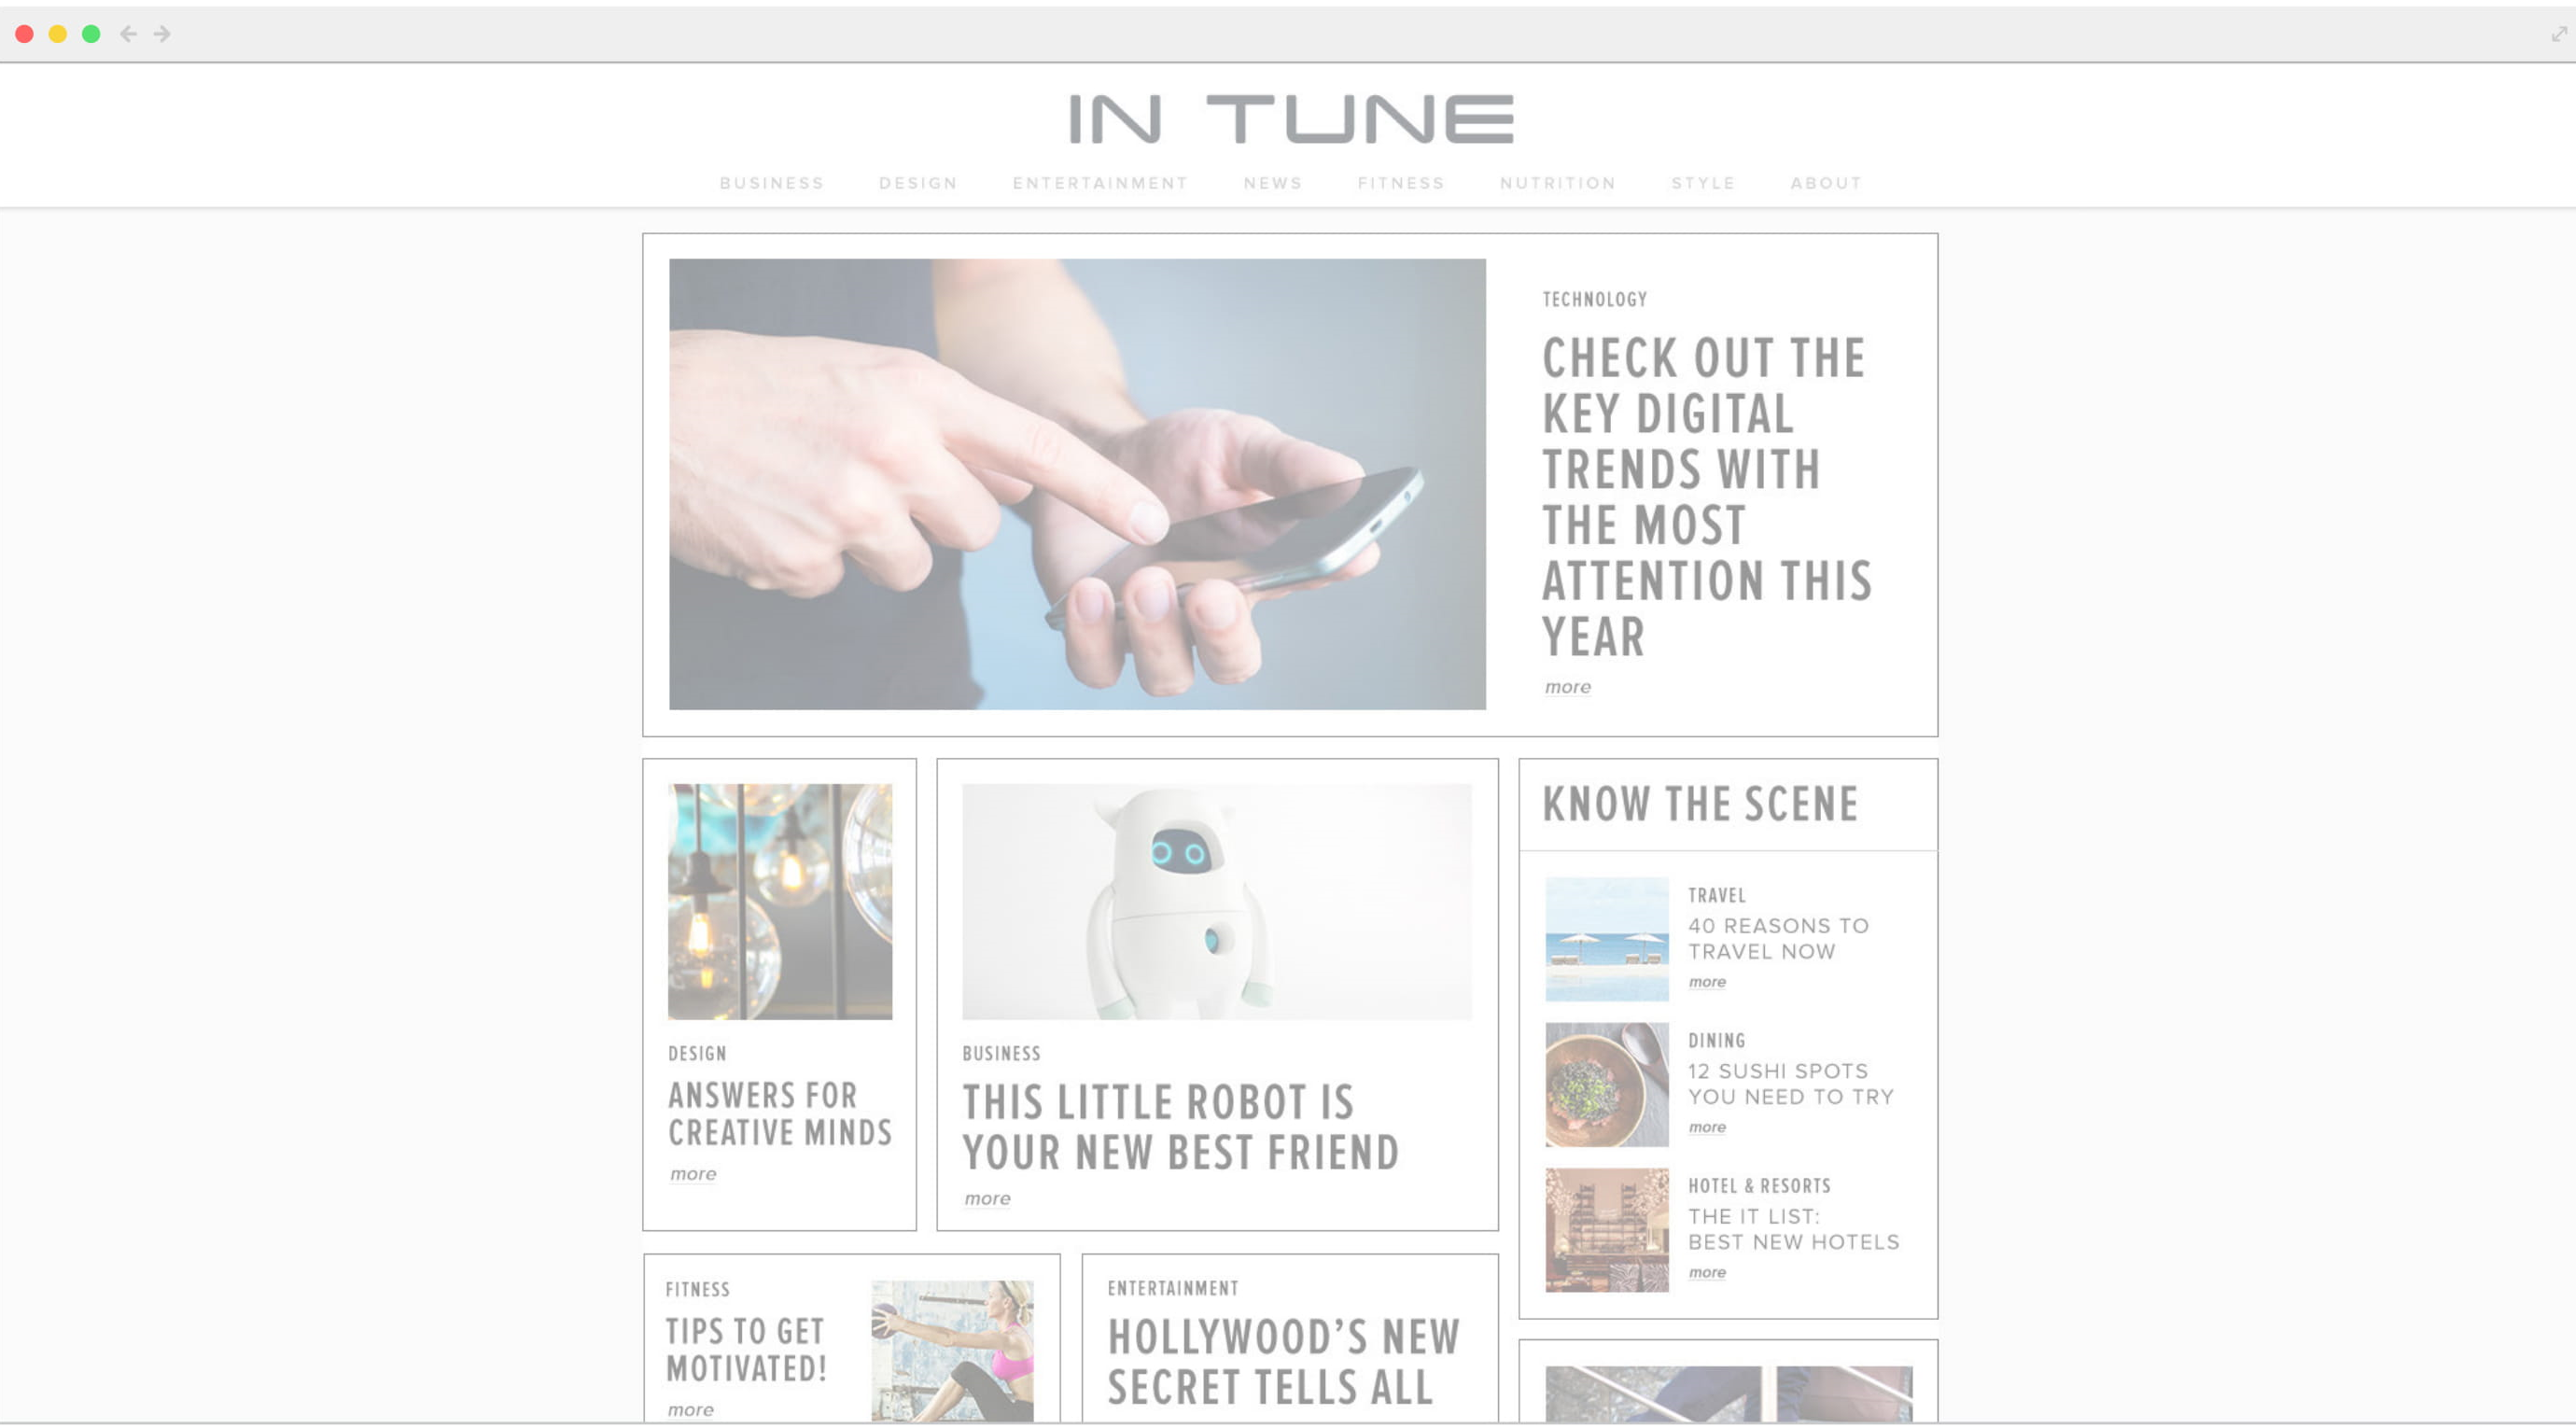 IN TUNE
BUSINESS DESIGN ENTERTAINMENT NEWS FITNESS NUTRITION STYLE ABOUT
TECHNOLOGY
CHECK OUT THE
KEY DIGITAL
TRENDS WITH
THE MOST
ATTENTION THIS
YEAR
more
DESIGN
ANSWERS FOR
CREATIVE MINDS
more
BUSINESS
THIS LITTLE ROBOT IS
YOUR NEW BEST FRIEND
more
KNOW THE SCENE
TRAVEL
40 REASONS TO
TRAVEL NOW
more
DINING
12 SUSHI SPOTS
YOU NEED TO TRY
more
HOTEL & RESORTS
THE IT LIST:
BEST NEW HOTELS
more
FITNESS
TIPS TO GET
MOTIVATED!
more
ENTERTAINMENT
HOLLYWOOD’S NEW
SECRET TELLS ALL